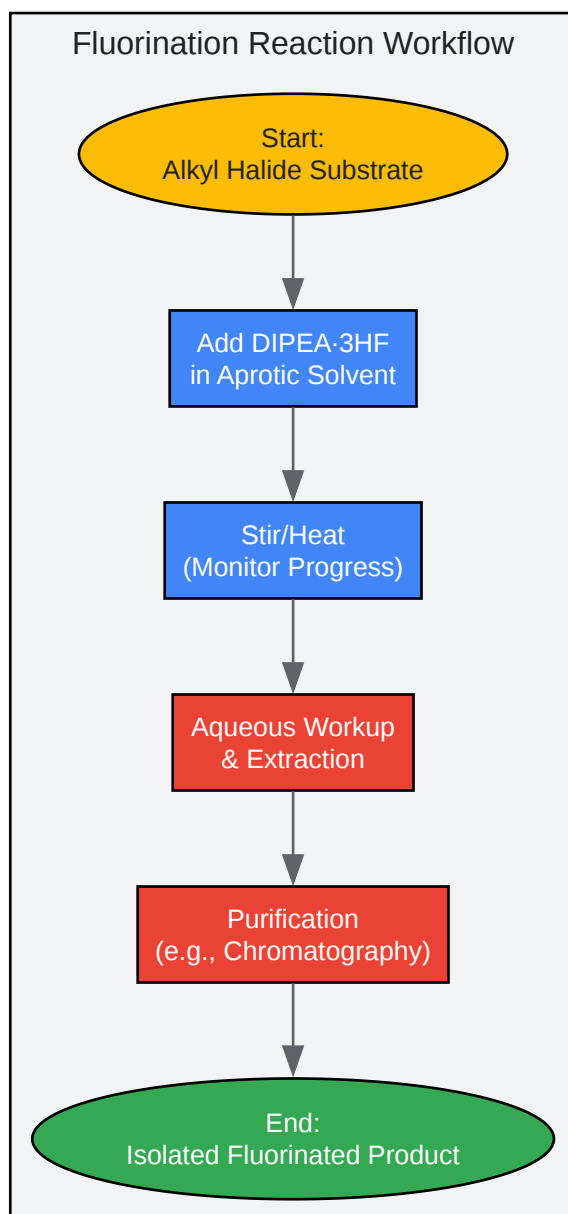 Fluorination Reaction Workflow
Start:
Alkyl Halide Substrate
Add DIPEA·3HF
in Aprotic Solvent
Stir/Heat
(Monitor Progress)
Aqueous Workup
& Extraction
Purification
(e.g., Chromatography)
End:
Isolated Fluorinated Product